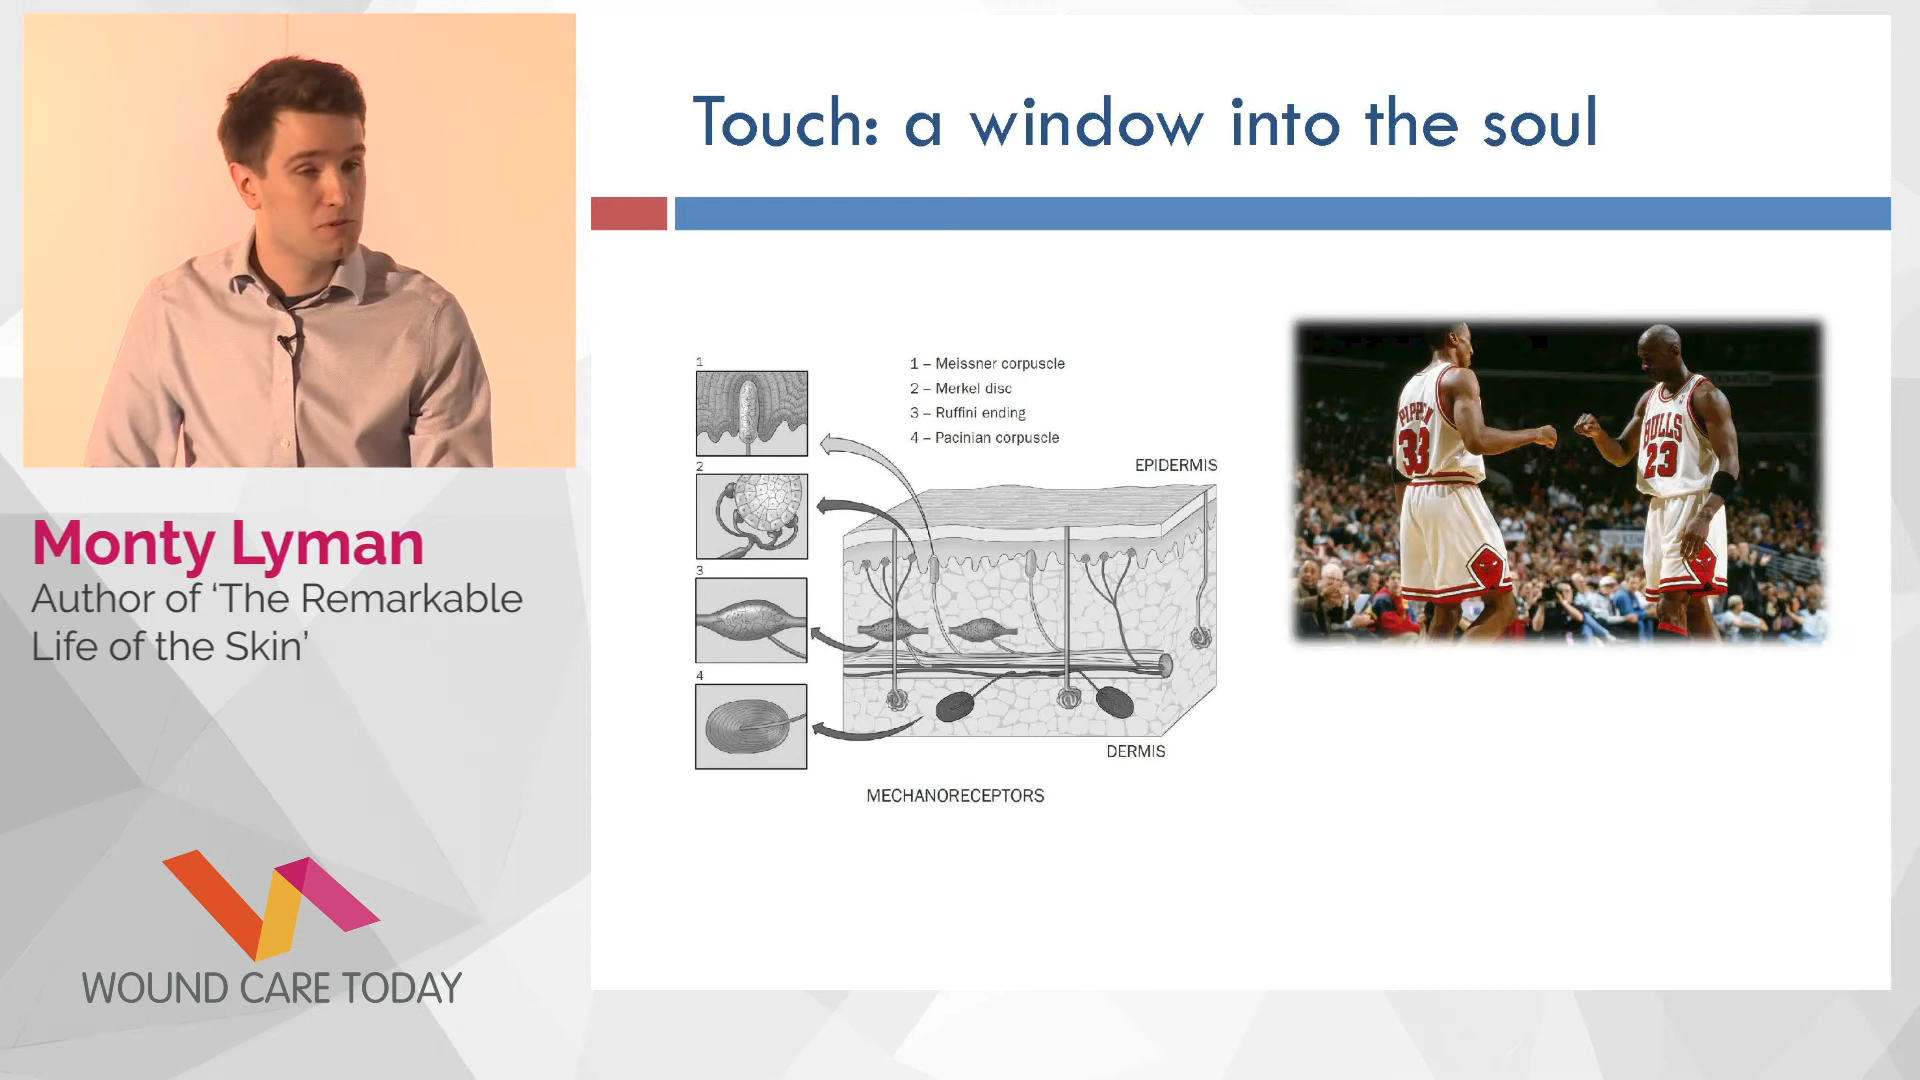 Touch: a window into the soul
1
2
3
4
1 – Meissner corpuscle
2 – Merkel disc
3 – Ruffini ending
4 – Pacinian corpuscle
EPIDERMIS
DERMIS
MECHANORECEPTORS
PIPPEN
33
BULLS
23
Monty Lyman
Author of ‘The Remarkable
Life of the Skin’
WOUND CARE TODAY